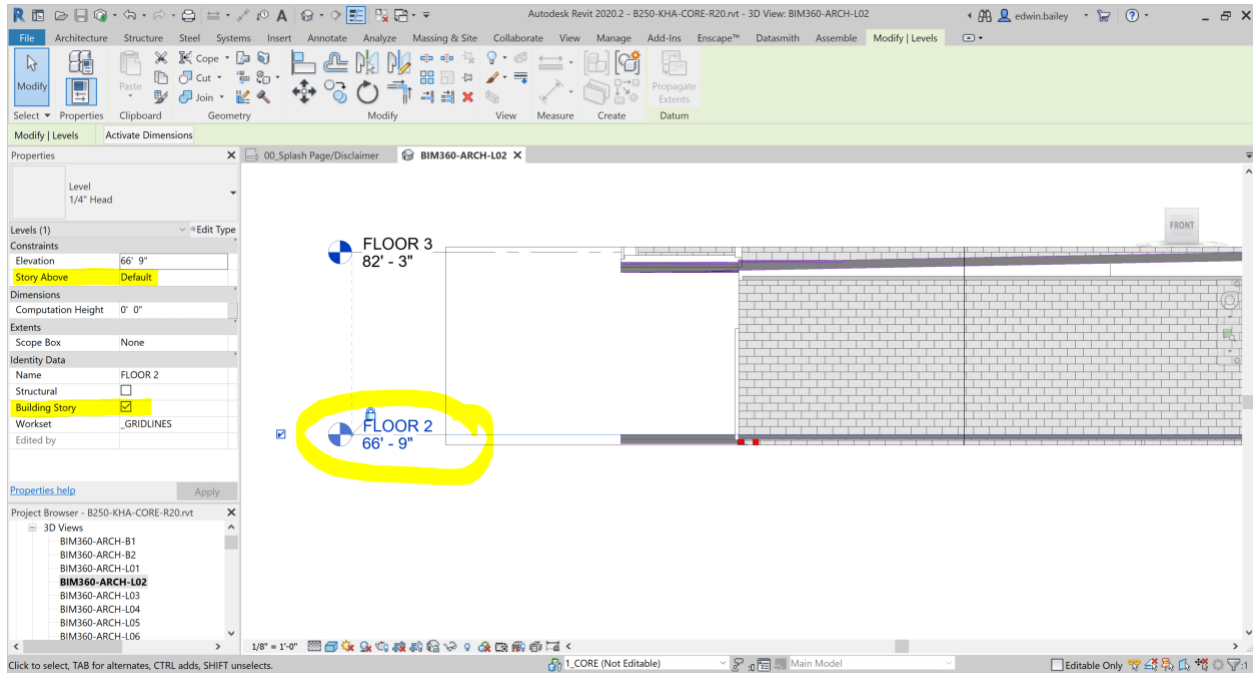 Autodesk Revit 2020.2 - B250-KHA-CORE-R20.rvt - 3D View: BIM360-ARCH-L02
edwin.bailey
File Architecture Structure Steel Systems Insert Annotate Analyze Massing & Site Collaborate View Manage Add-Ins Enscape™ Datasmith Assemble Modify | Levels
Modify
Paste
Cope
Cut
Join
Propagate
Extents
Select Properties Clipboard Geometry Modify View Measure Create Datum
Modify | Levels Activate Dimensions
Properties
00_Splash Page/Disclaimer BIM360-ARCH-L02
Level
1/4" Head
Levels (1) Edit Type
Constraints
Elevation 66' 9"
Story Above Default
Dimensions
Computation Height 0' 0"
Extents
Scope Box None
Identity Data
Name FLOOR 2
Structural
Building Story
Workset _GRIDLINES
Edited by
Properties help Apply
Project Browser - B250-KHA-CORE-R20.rvt
3D Views
BIM360-ARCH-B1
BIM360-ARCH-B2
BIM360-ARCH-L01
BIM360-ARCH-L02
BIM360-ARCH-L03
BIM360-ARCH-L04
BIM360-ARCH-L05
BIM360-ARCH-L06
FLOOR 3
82' - 3"
FRONT
FLOOR 2
66' - 9"
1/8" = 1'-0"
Click to select, TAB for alternates, CTRL adds, SHIFT unselects.
1_CORE (Not Editable)
:0
Main Model
Editable Only
:1